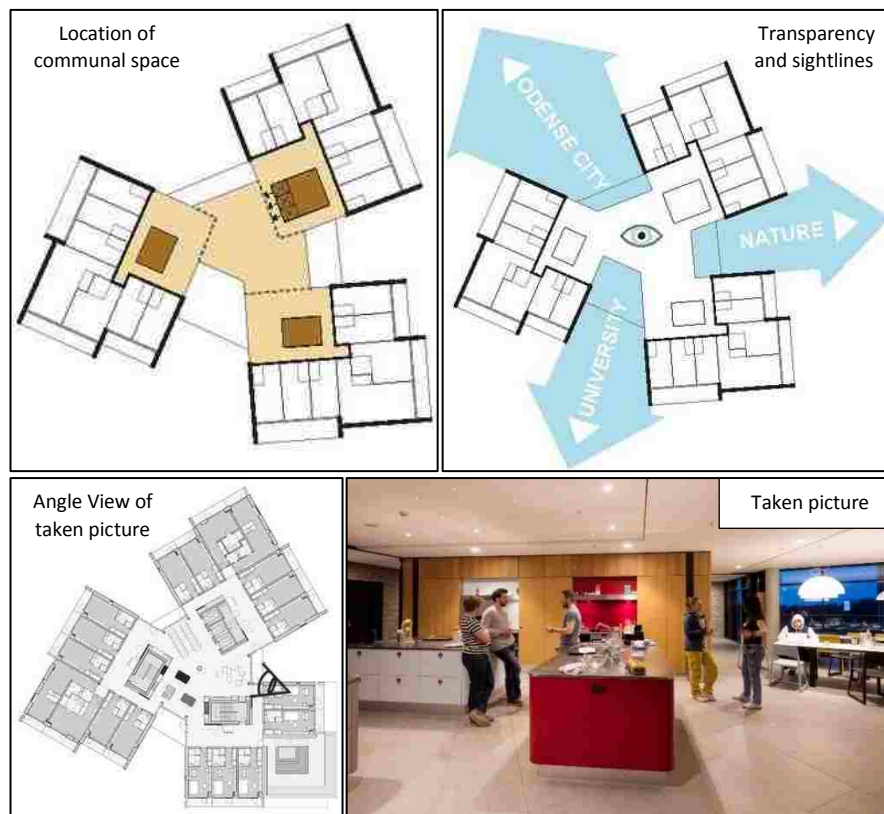 Location of
communal space
Transparency
and sightlines
ODENSE CITY
NATURE
UNIVERSITY
Angle View of
taken picture
Taken picture